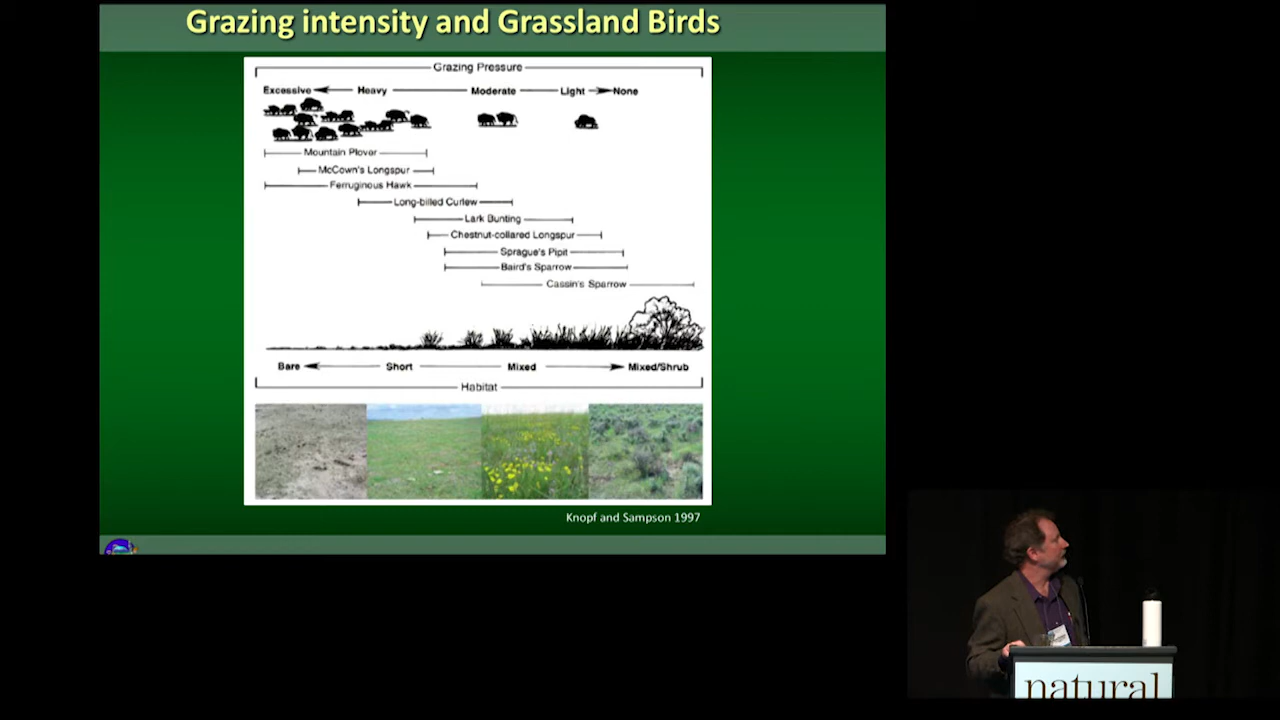 Grazing intensity and Grassland Birds
Grazing Pressure
Excessive Heavy Moderate Light None
Mountain Plover
McCown's Longspur
Ferruginous Hawk
Long-billed Curlew
Lark Bunting
Chestnut-collared Longspur
Sprague's Pipit
Baird's Sparrow
Cassin's Sparrow
Bare Short Mixed Mixed/Shrub
Habitat
Knopf and Sampson 1997
natural